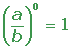 (a/b)⁰ = 1